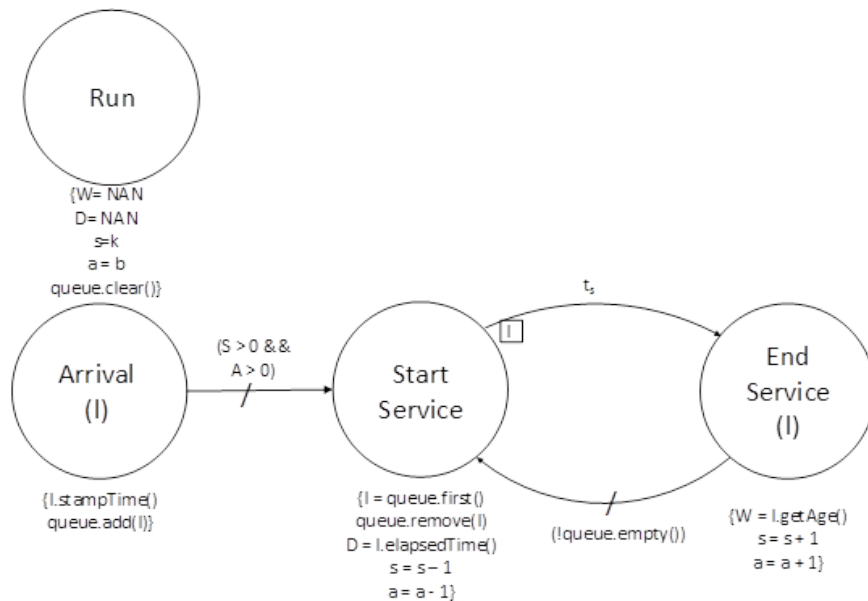 Run
{W= NAN
D= NAN
s=k
a = b
queue.clear()}
Arrival
(I)
{I.stampTime()
queue.add(I)}
(S > 0 &&
A > 0)
Start
Service
{I = queue.first()
queue.remove(I)
D = I.elapsedTime()
s = s – 1
a = a - 1}
I
ts
(!queue.empty())
End
Service
(I)
{W = I.getAge()
s = s + 1
a = a + 1}